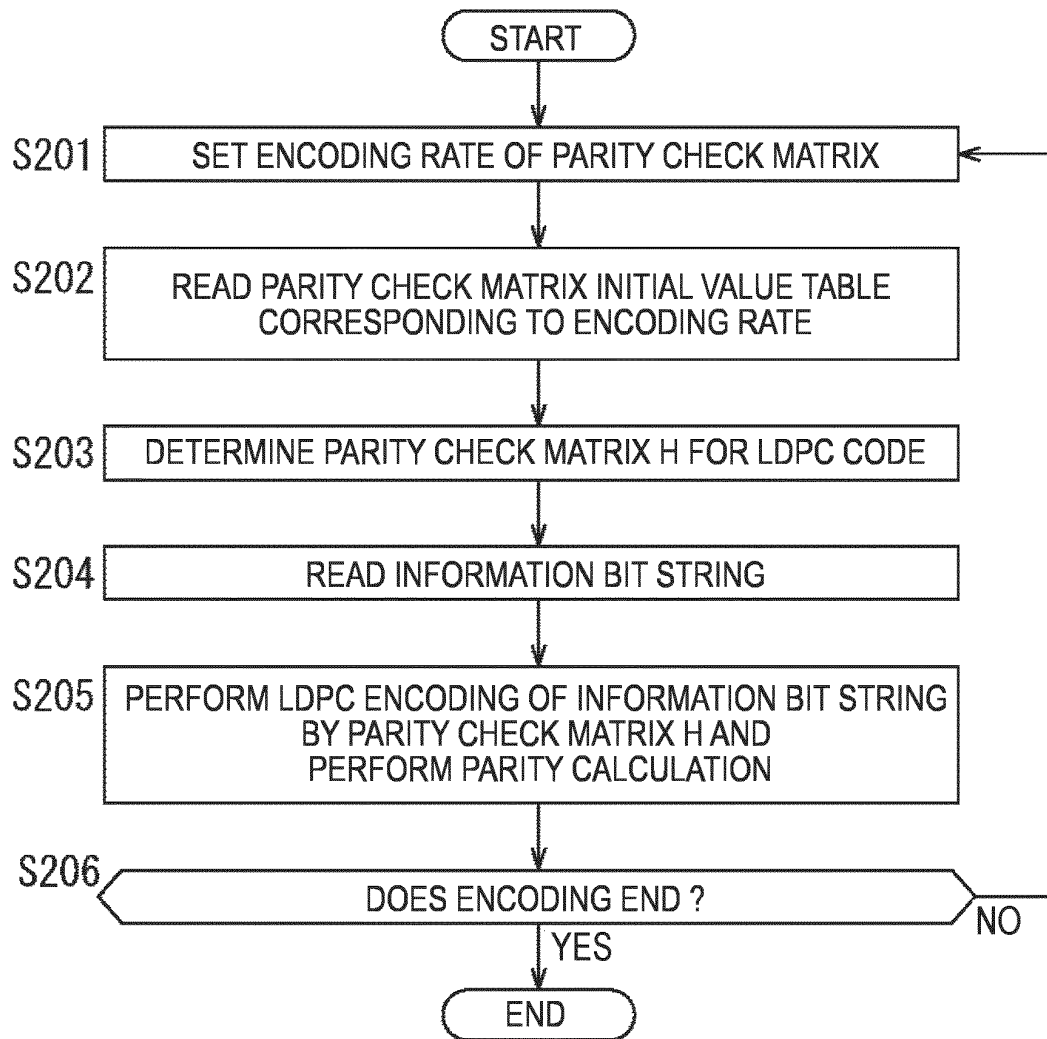 START
S201
SET ENCODING RATE OF PARITY CHECK MATRIX
S202
READ PARITY CHECK MATRIX INITIAL VALUE TABLE
CORRESPONDING TO ENCODING RATE
S203
DETERMINE PARITY CHECK MATRIX H FOR LDPC CODE
S204
READ INFORMATION BIT STRING
S205
PERFORM LDPC ENCODING OF INFORMATION BIT STRING
BY PARITY CHECK MATRIX H AND
PERFORM PARITY CALCULATION
S206
DOES ENCODING END ?
NO
YES
END